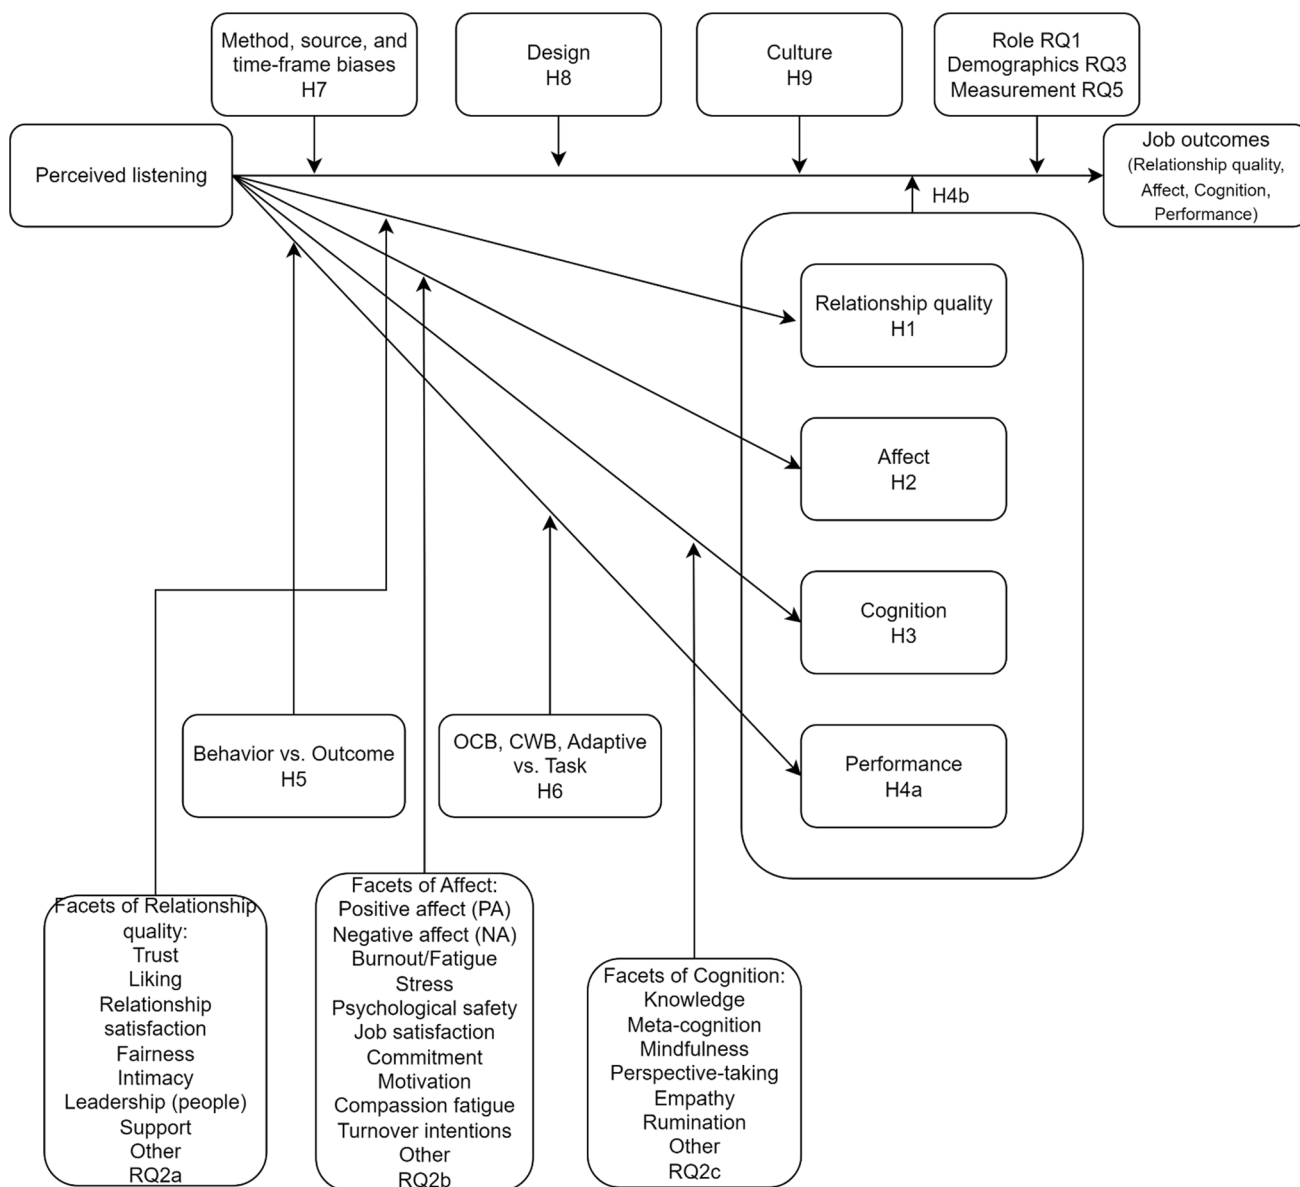 Method, source, and
time-frame biases
H7
Design
H8
Culture
H9
Role RQ1
Demographics RQ3
Measurement RQ5
Perceived listening
Job outcomes
(Relationship quality,
Affect, Cognition,
Performance)
H4b
Relationship quality
H1
Affect
H2
Cognition
H3
Performance
H4a
Behavior vs. Outcome
H5
OCB, CWB, Adaptive
vs. Task
H6
Facets of Relationship
quality:
Trust
Liking
Relationship
satisfaction
Fairness
Intimacy
Leadership (people)
Support
Other
RQ2a
Facets of Affect:
Positive affect (PA)
Negative affect (NA)
Burnout/Fatigue
Stress
Psychological safety
Job satisfaction
Commitment
Motivation
Compassion fatigue
Turnover intentions
Other
RQ2b
Facets of Cognition:
Knowledge
Meta-cognition
Mindfulness
Perspective-taking
Empathy
Rumination
Other
RQ2c